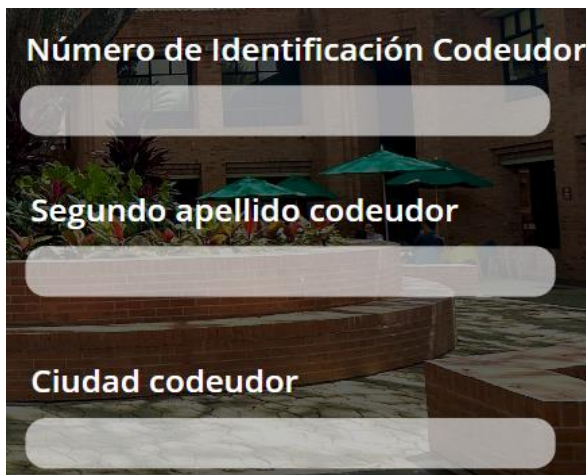 Número de Identificación Codeudor
Segundo apellido codeudor
Ciudad codeudor